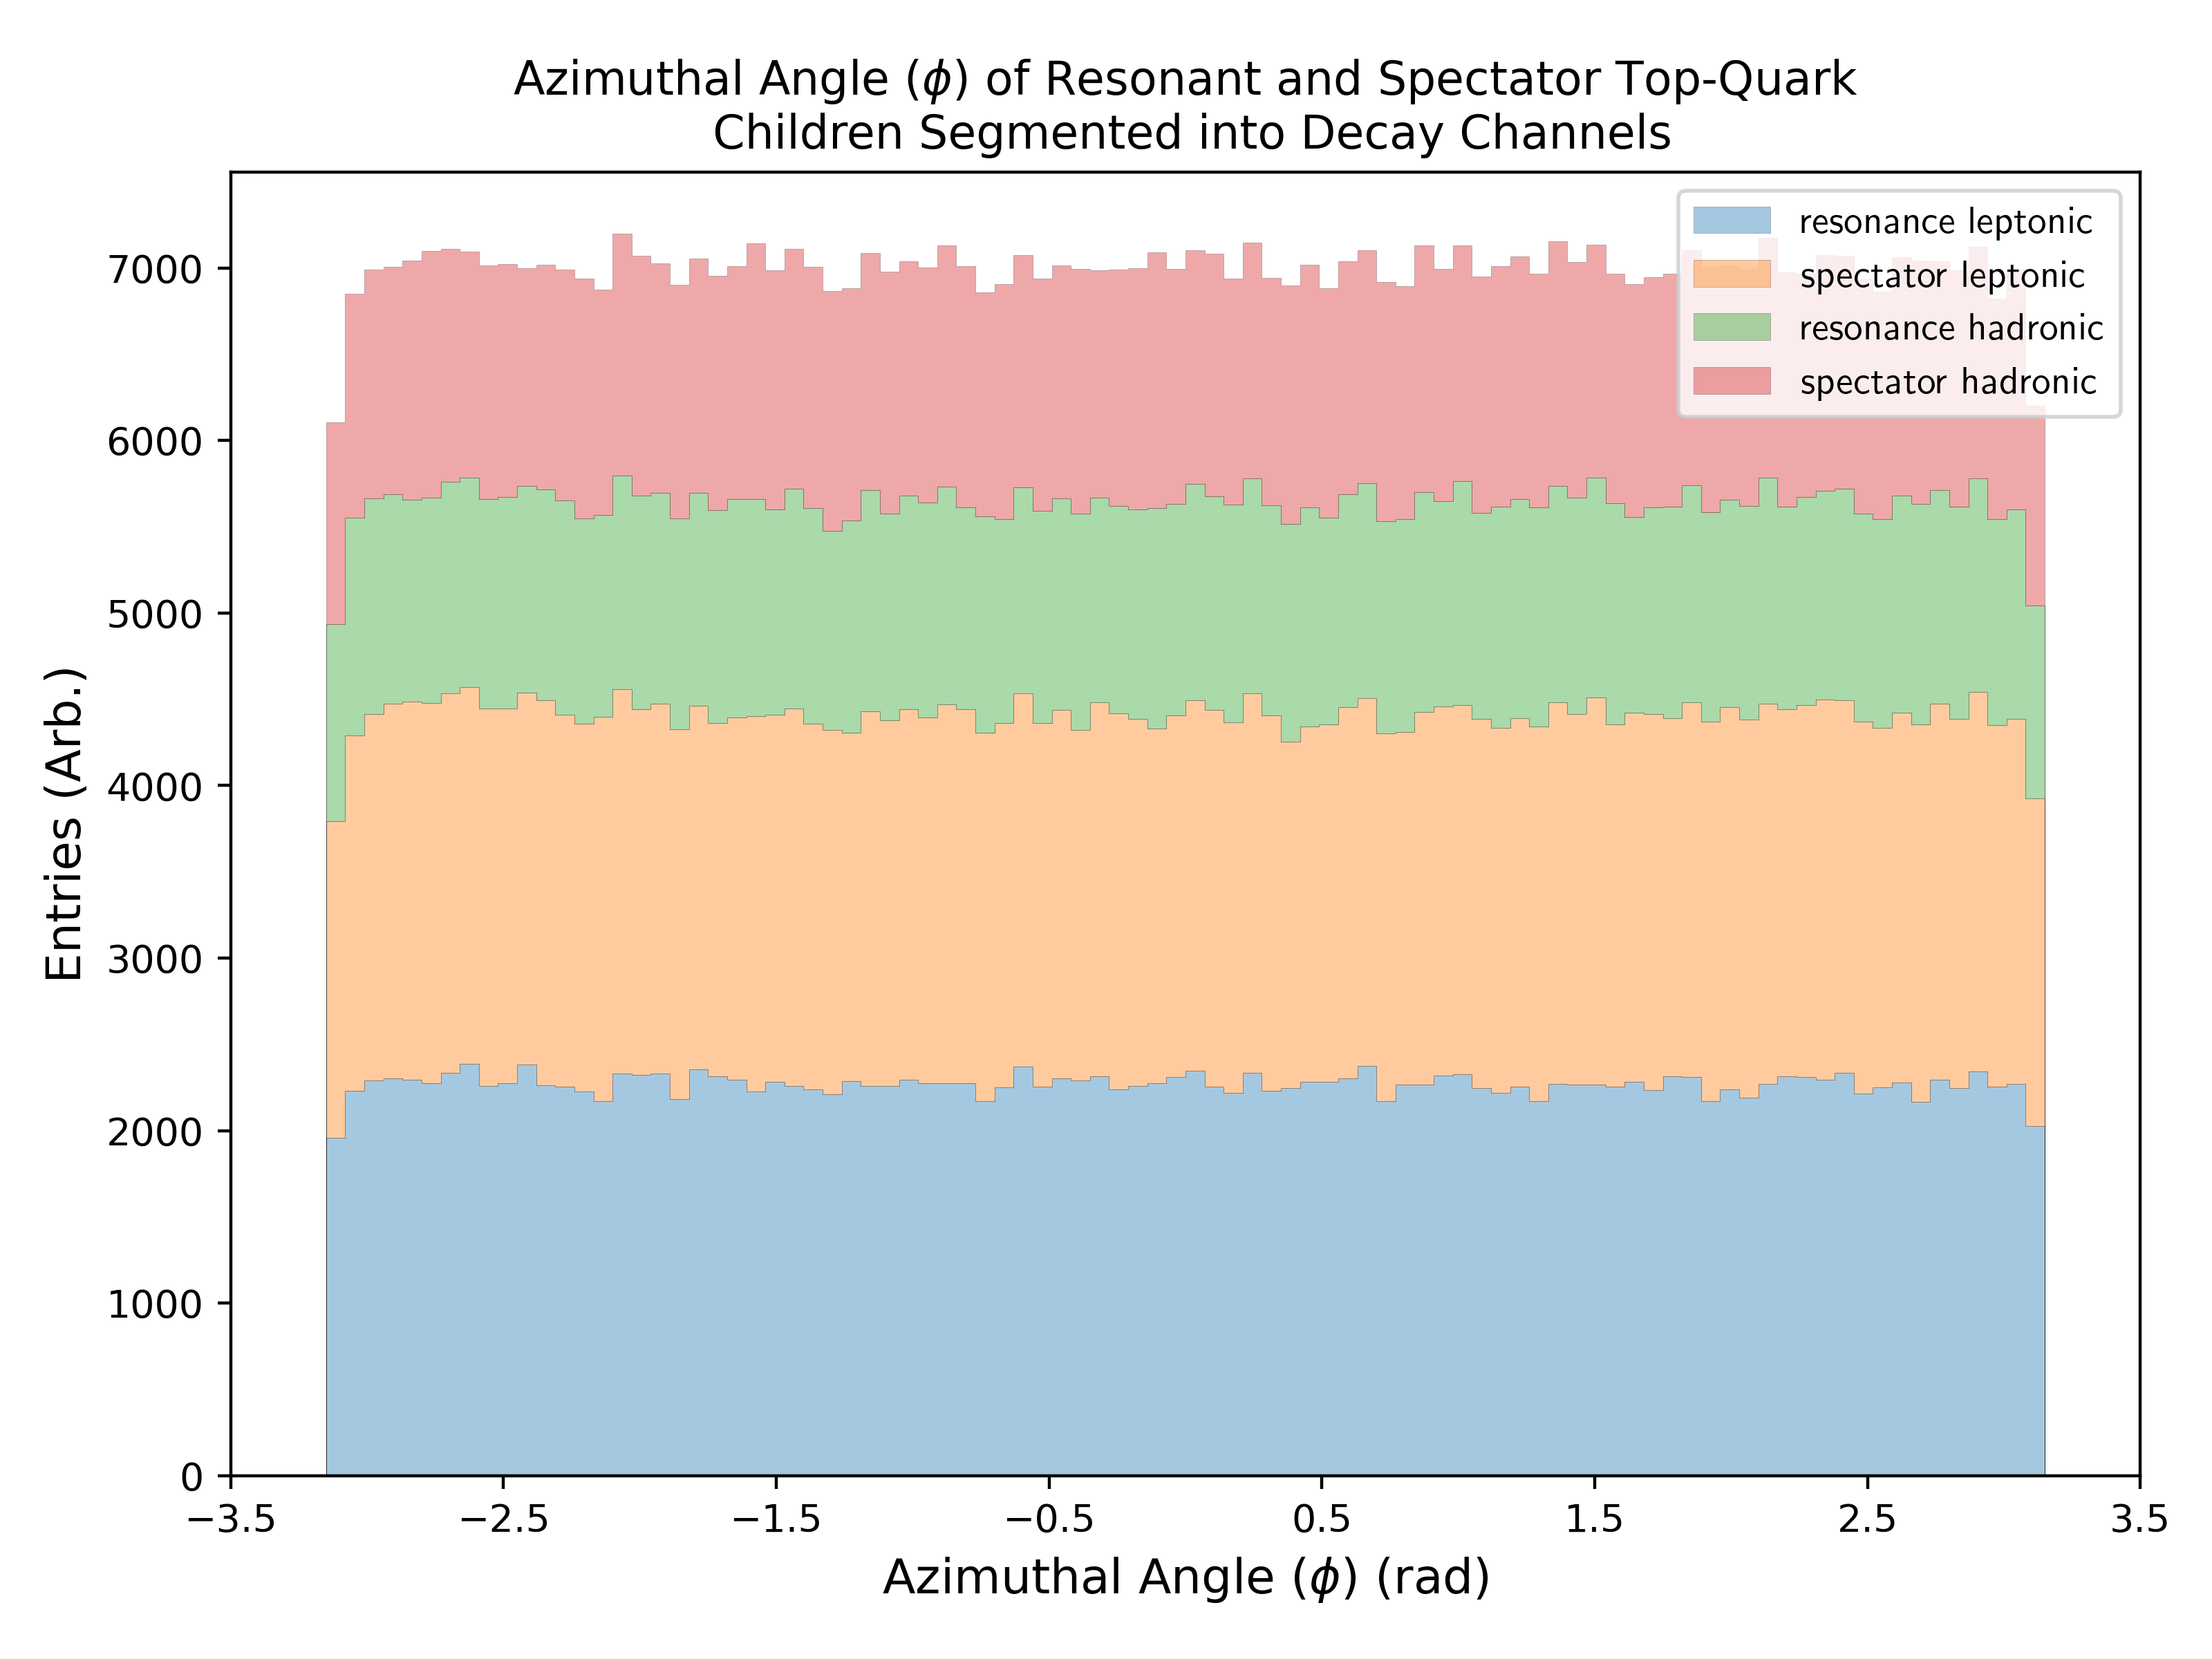 Azimuthal Angle (ϕ) of Resonant and Spectator Top-Quark
Children Segmented into Decay Channels
resonance leptonic
spectator leptonic
resonance hadronic
spectator hadronic
Entries (Arb.)
7000
6000
5000
4000
3000
2000
1000
0
−3.5 −2.5 −1.5 −0.5 0.5 1.5 2.5 3.5
Azimuthal Angle (ϕ) (rad)